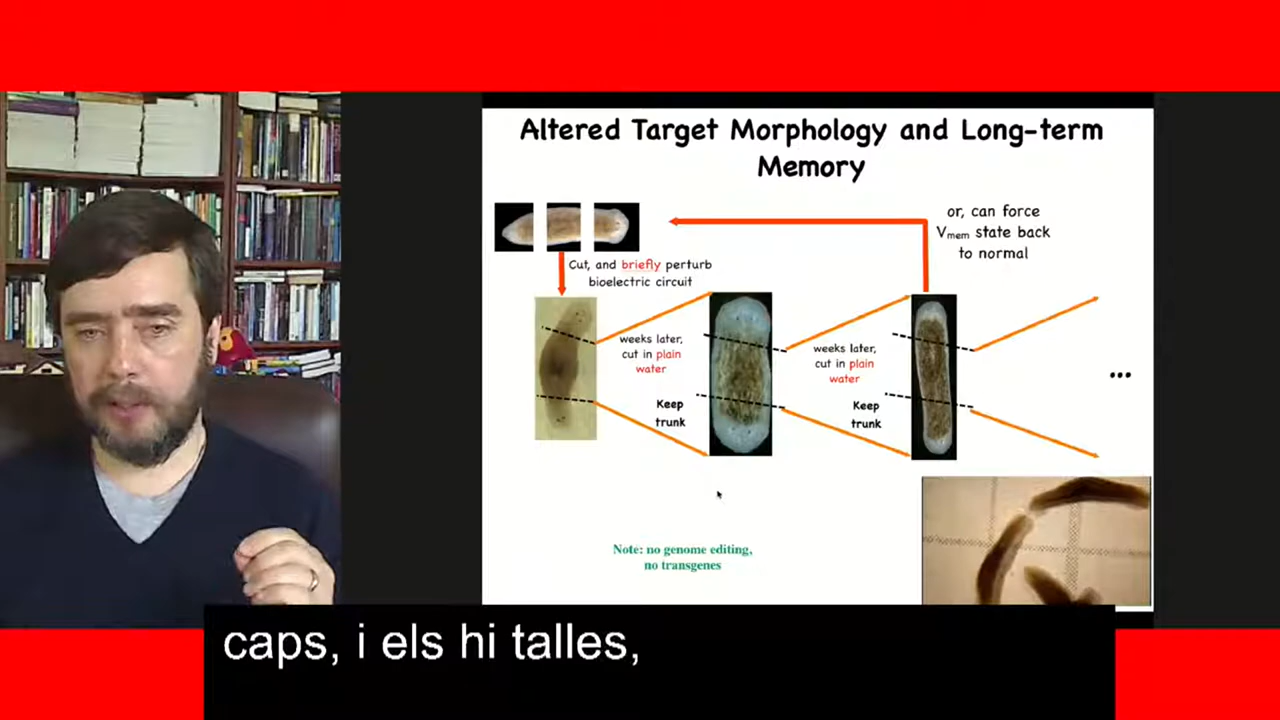 Altered Target Morphology and Long-term
Memory
or, can force
Vmem state back
to normal
Cut, and briefly perturb
bioelectric circuit
weeks later,
cut in plain
water
Keep
trunk
weeks later,
cut in plain
water
Keep
trunk
...
Note: no genome editing,
no transgenes
caps, i els hi talles,